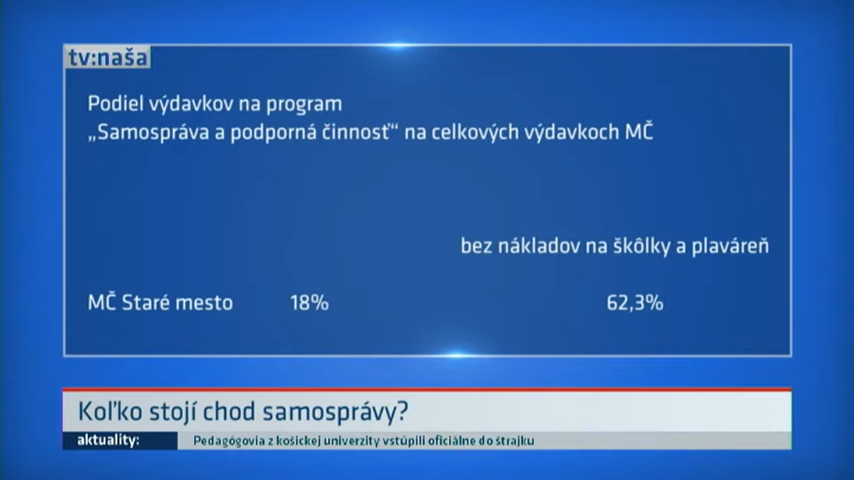 tv:naša
Podiel výdavkov na program
„Samospráva a podporná činnosť“ na celkových výdavkoch MČ
bez nákladov na škôlky a plaváreň
MČ Staré mesto 18% 62,3%
Koľko stojí chod samosprávy?
aktuality: Pedagógovia z košickej univerzity vstúpili oficiálne do štrajku